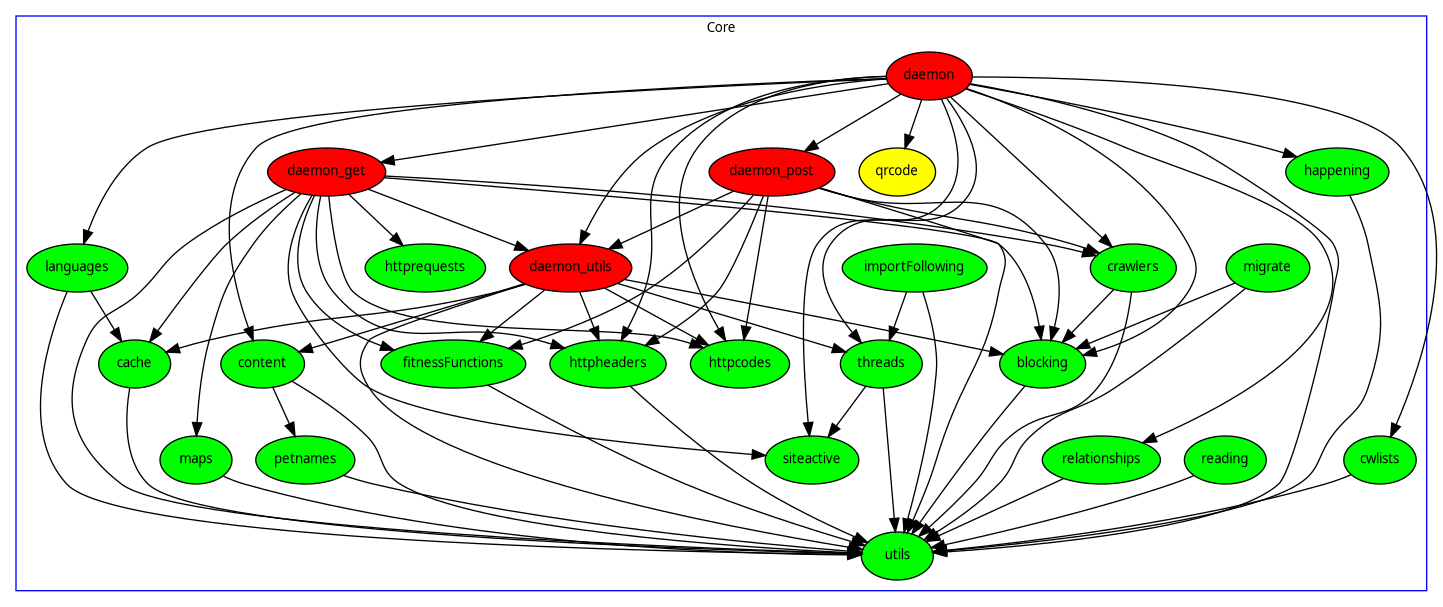 Core
daemon
daemon_get
daemon_post
qrcode
happening
languages
httprequests
daemon_utils
importFollowing
crawlers
migrate
cache
content
fitnessFunctions
httpheaders
httpcodes
threads
blocking
maps
petnames
siteactive
relationships
reading
cwlists
utils